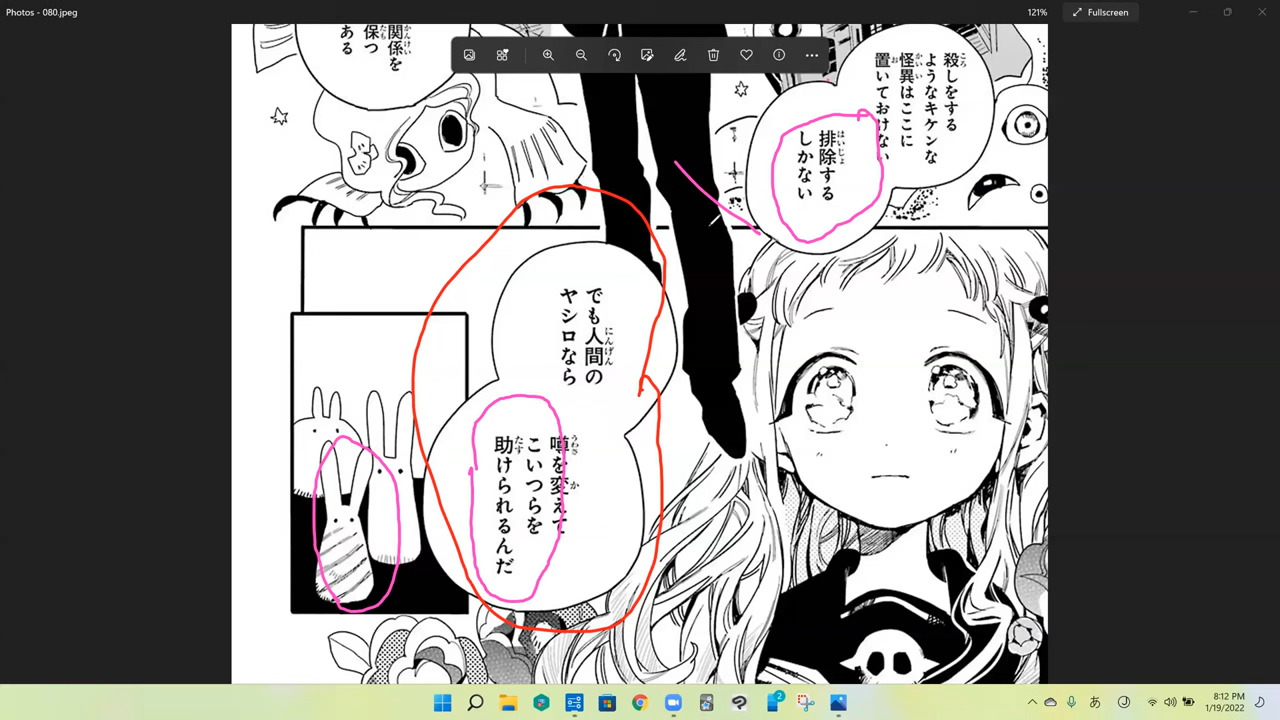 Photos - 080.jpeg
121%
Fullscreen
殺しをする
ようなキケンな
怪異はここに
置いておけない
排除する
しかない
関係を
保つ
ある
でも人間の
ヤシロなら
噂を変えて
こいつらを
助けられるんだ
2
あ
8:12 PM
1/19/2022